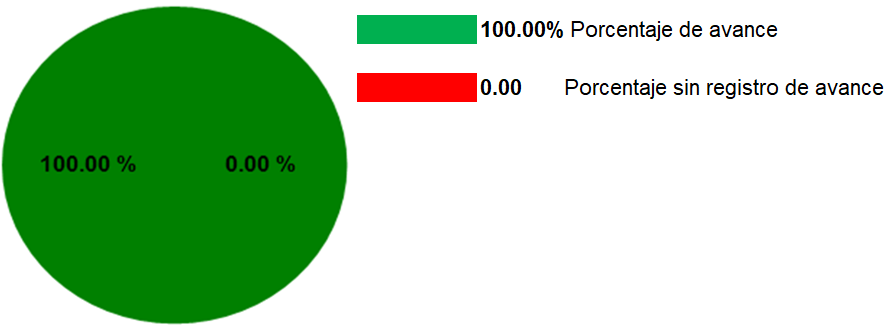 100.00% Porcentaje de avance
0.00 Porcentaje sin registro de avance
100.00 % 0.00 %